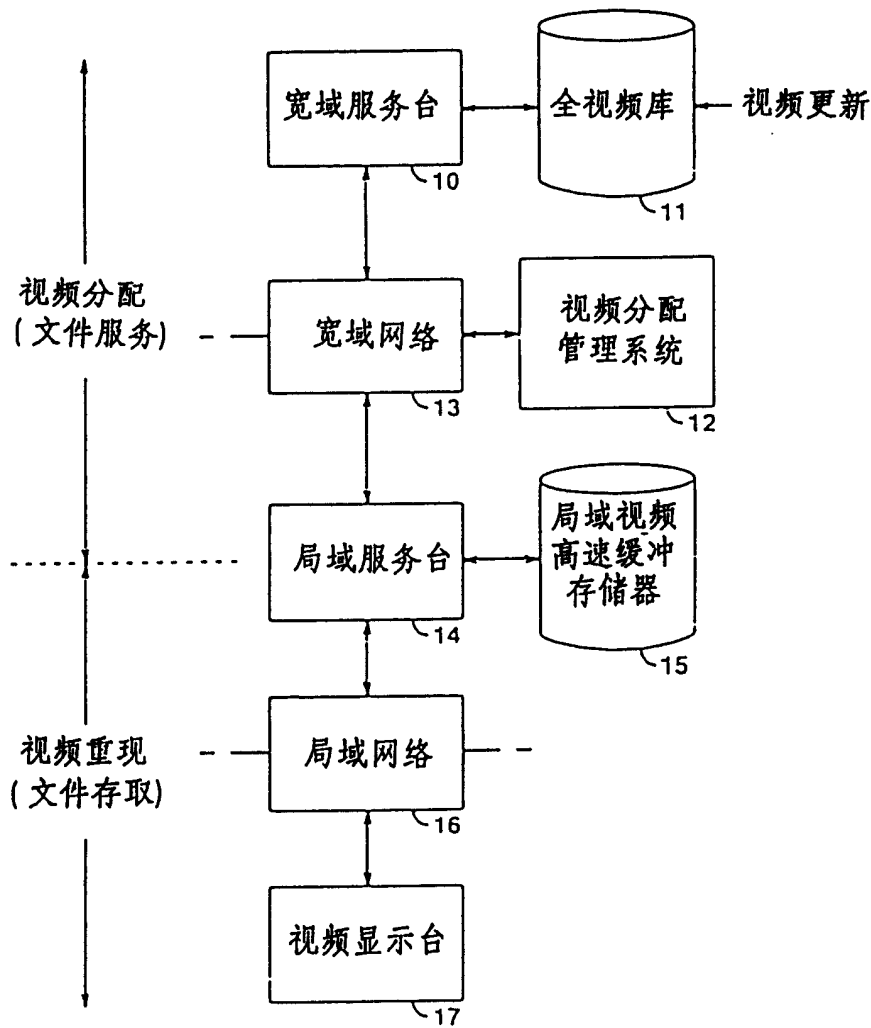 宽域服务台
10
全视频库
11
视频更新
视频分配
(文件服务)
宽域网络
13
视频分配
管理系统
12
局域服务台
14
局域视频
高速缓冲
存储器
15
视频重现
(文件存取)
局域网络
16
视频显示台
17